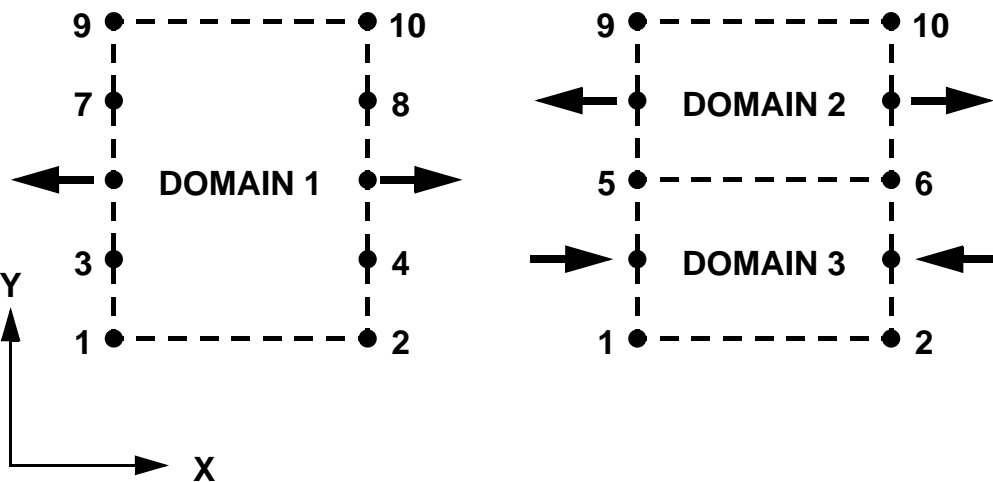 9 10 9 10
7 8 DOMAIN 2
DOMAIN 1 5 6
3 4 DOMAIN 3
Y
1 2 1 2
X